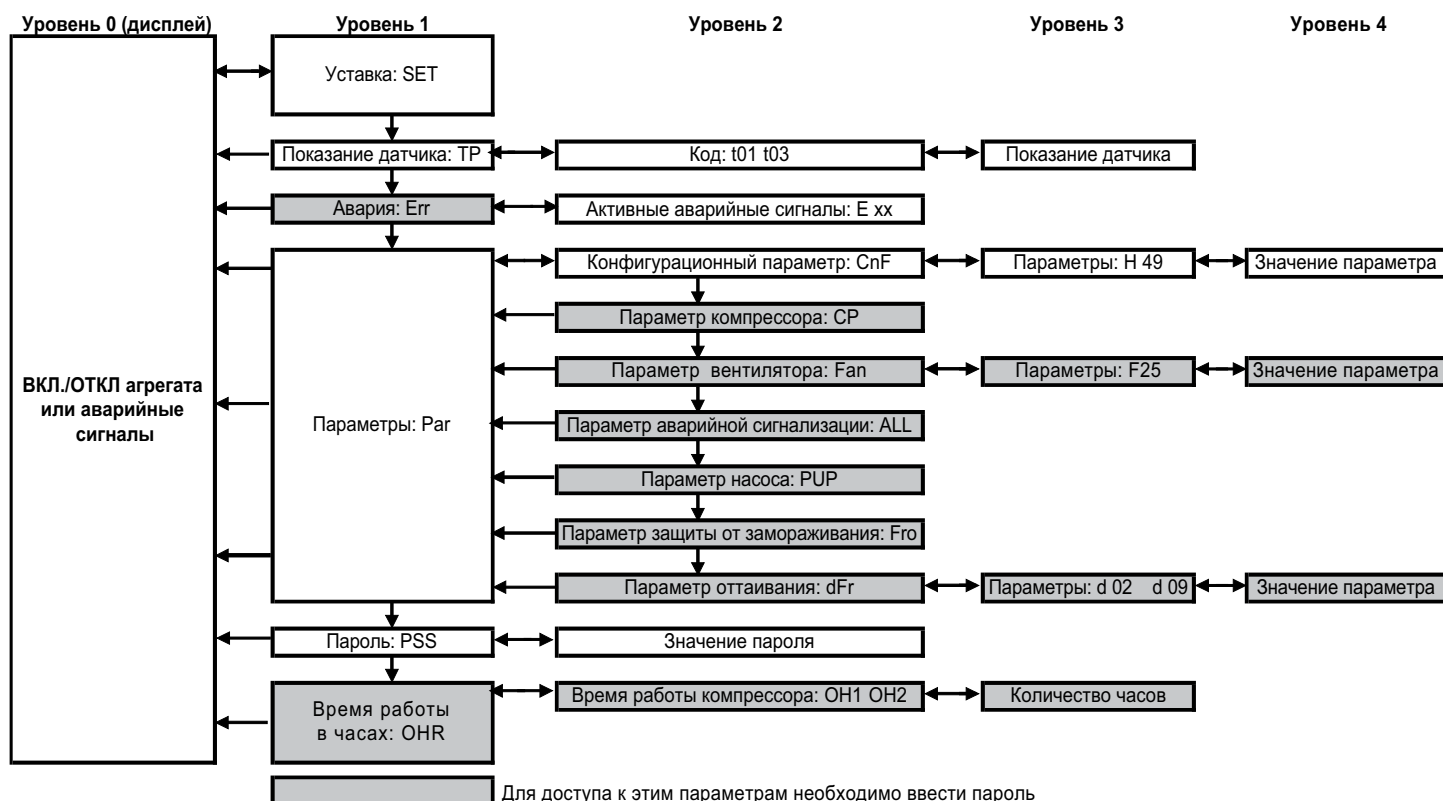 Уровень 0 (дисплей) Уровень 1 Уровень 2 Уровень 3 Уровень 4
Уставка: SET
Показание датчика: TP Код: t01 t03 Показание датчика
Авария: Err Активные аварийные сигналы: E xx
Конфигурационный параметр: CnF Параметры: H 49 Значение параметра
Параметр компрессора: CP
Параметр вентилятора: Fan Параметры: F25 Значение параметра
ВКЛ./ОТКЛ агрегата
или аварийные
сигналы
Параметры: Par
Параметр аварийной сигнализации: ALL
Параметр насоса: PUP
Параметр защиты от замораживания: Fro
Параметр оттаивания: dFr Параметры: d 02 d 09 Значение параметра
Пароль: PSS Значение пароля
Время работы
в часах: OHR
Время работы компрессора: OH1 OH2 Количество часов
Для доступа к этим параметрам необходимо ввести пароль